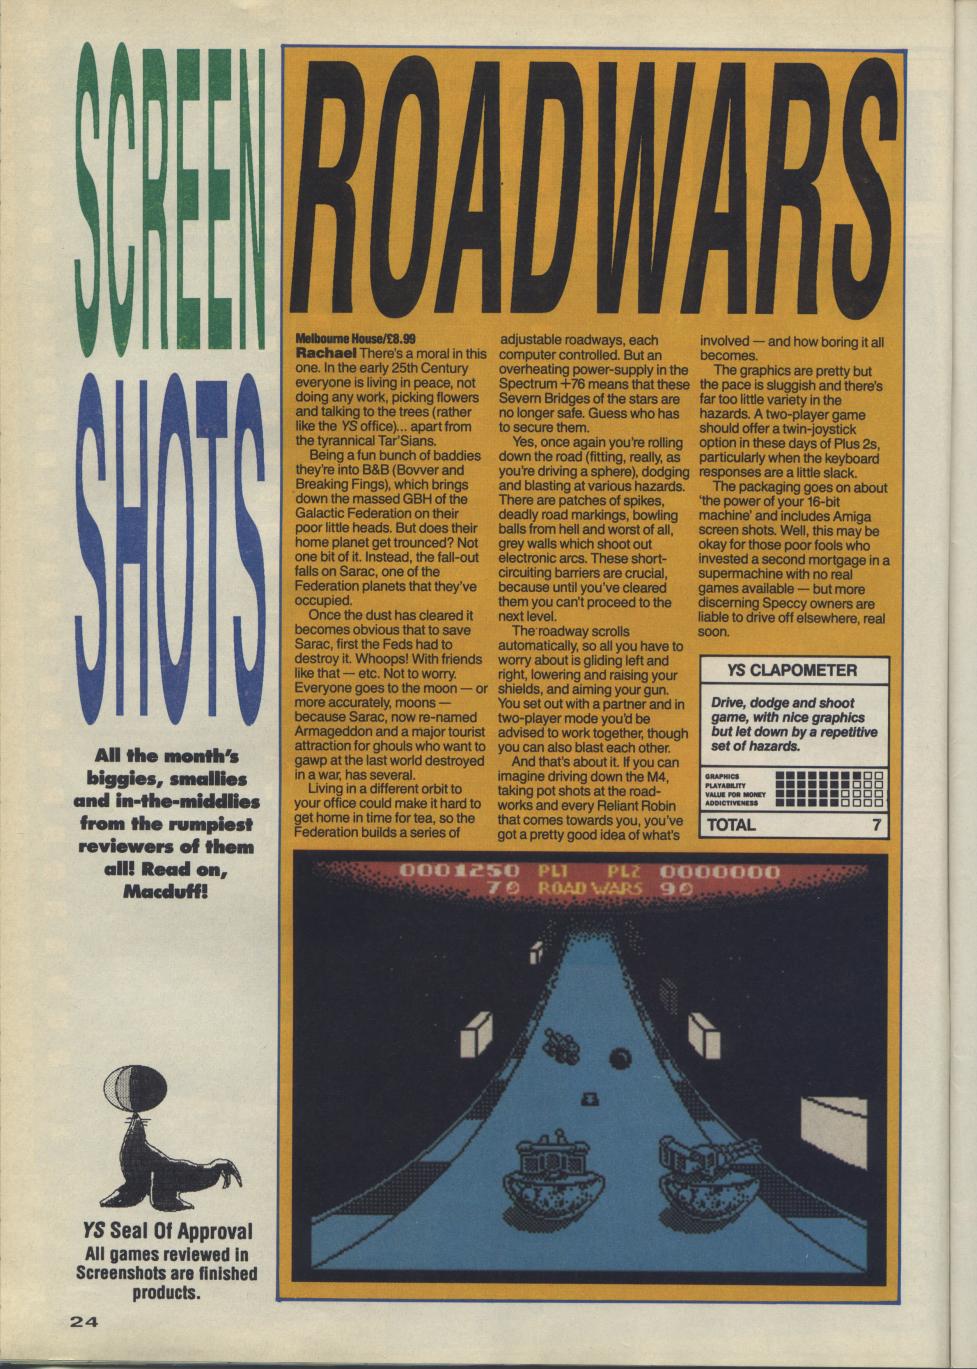 SCREEN
SHOTS
All the month's
biggies, smallies
and in-the-middlies
from the rumpiest
reviewers of them
all! Read on,
Macduff!
YS Seal Of Approval
All games reviewed in
Screenshots are finished
products.
24
ROADWARS
Melbourne House/£8.99
Rachael There's a moral in this
one. In the early 25th Century
everyone is living in peace, not
doing any work, picking flowers
and talking to the trees (rather
like the YS office)... apart from
the tyrannical Tar'Sians.
Being a fun bunch of baddies
they're into B&B (Bovver and
Breaking Fings), which brings
down the massed GBH of the
Galactic Federation on their
poor little heads. But does their
home planet get trounced? Not
one bit of it. Instead, the fall-out
falls on Sarac, one of the
Federation planets that they've
occupied.
Once the dust has cleared it
becomes obvious that to save
Sarac, first the Feds had to
destroy it. Whoops! With friends
like that — etc. Not to worry.
Everyone goes to the moon — or
more accurately, moons —
because Sarac, now re-named
Armageddon and a major tourist
attraction for ghouls who want to
gawp at the last world destroyed
in a war, has several.
Living in a different orbit to
your office could make it hard to
get home in time for tea, so the
Federation builds a series of
adjustable roadways, each
computer controlled. But an
overheating power-supply in the
Spectrum +76 means that these
Severn Bridges of the stars are
no longer safe. Guess who has
to secure them.
Yes, once again you're rolling
down the road (fitting, really, as
you're driving a sphere), dodging
and blasting at various hazards.
There are patches of spikes,
deadly road markings, bowling
balls from hell and worst of all,
grey walls which shoot out
electronic arcs. These short-
circuiting barriers are crucial,
because until you've cleared
them you can't proceed to the
next level.
The roadway scrolls
automatically, so all you have to
worry about is gliding left and
right, lowering and raising your
shields, and aiming your gun.
You set out with a partner and in
two-player mode you'd be
advised to work together, though
you can also blast each other.
And that's about it. If you can
imagine driving down the M4,
taking pot shots at the road-
works and every Reliant Robin
that comes towards you, you've
got a pretty good idea of what's
involved — and how boring it all
becomes.
The graphics are pretty but
the pace is sluggish and there's
far too little variety in the
hazards. A two-player game
should offer a twin-joystick
option in these days of Plus 2s,
particularly when the keyboard
responses are a little slack.
The packaging goes on about
'the power of your 16-bit
machine' and includes Amiga
screen shots. Well, this may be
okay for those poor fools who
invested a second mortgage in a
supermachine with no real
games available — but more
discerning Speccy owners are
liable to drive off elsewhere, real
soon.
YS CLAPOMETER
Drive, dodge and shoot
game, with nice graphics
but let down by a repetitive
set of hazards.
GRAPHICS
PLAYABILITY
VALUE FOR MONEY
ADDICTIVENESS
TOTAL 7
0001250 PL1 PL2 0000000
70 ROAD WARS 90